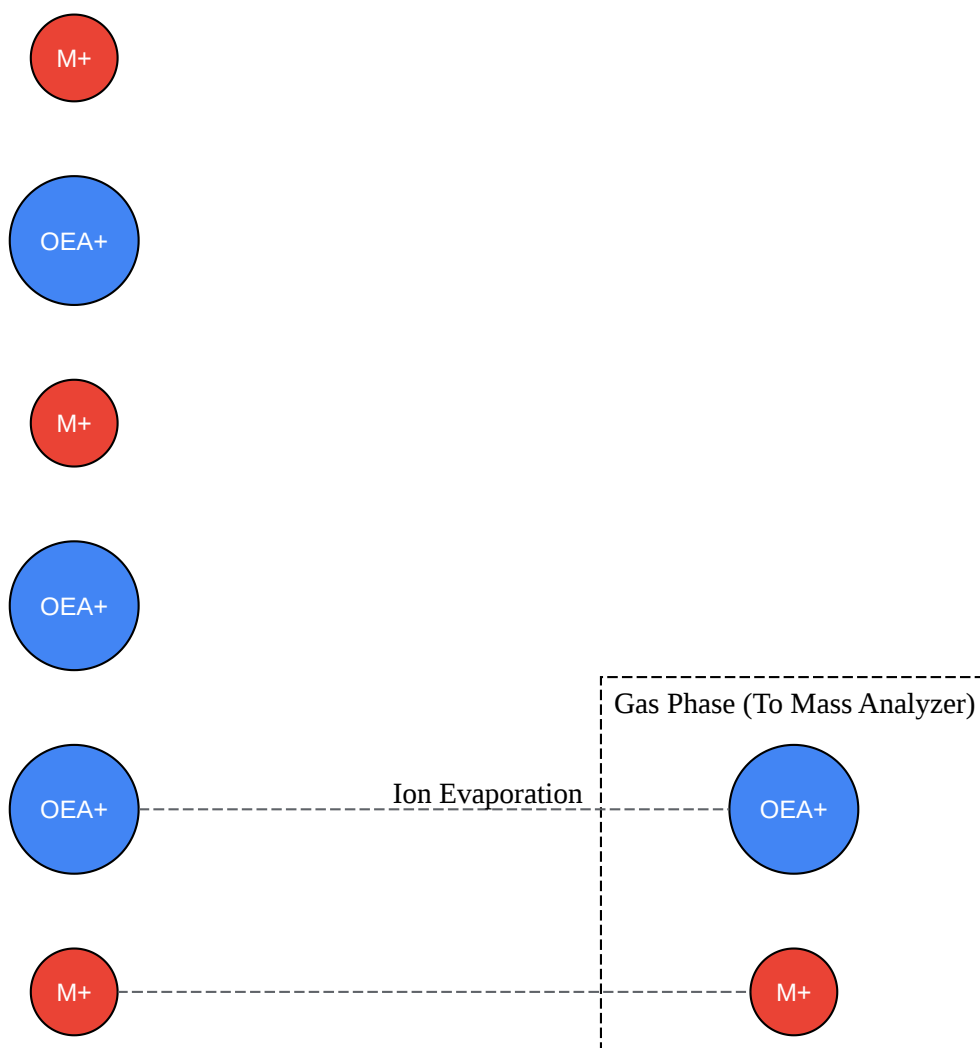 M+
OEA+
M+
OEA+
Gas Phase (To Mass Analyzer)
OEA+
Ion Evaporation
OEA+
M+
M+